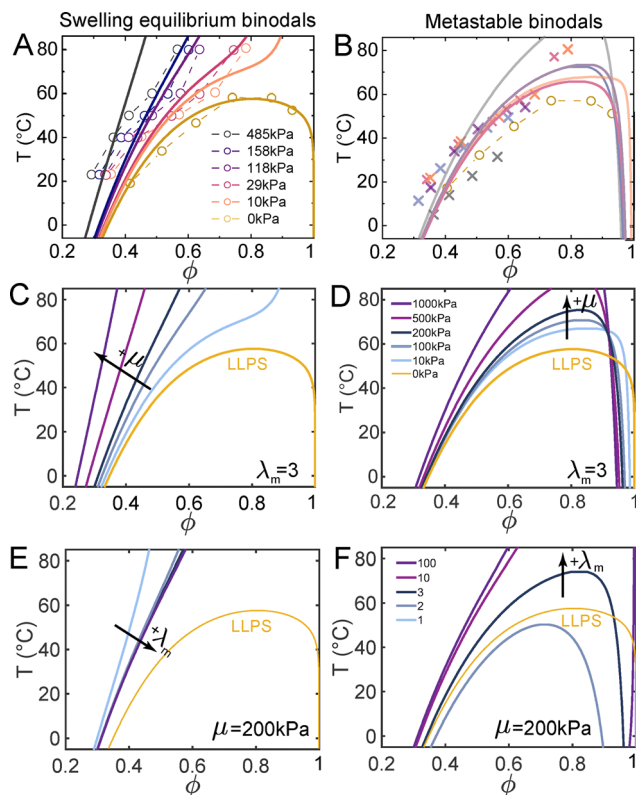 Swelling equilibrium binodals
Metastable binodals
A
T (°C)
80
60
40
20
0
485kPa
158kPa
118kPa
29kPa
10kPa
0kPa
0.2 0.4 0.6 0.8 1.0
ϕ
B
T (°C)
80
60
40
20
0
0.2 0.4 0.6 0.8 1.0
ϕ
C
T (°C)
80
60
40
20
0
+μ
LLPS
λm=3
0.2 0.4 0.6 0.8 1
ϕ
D
T (°C)
80
60
40
20
0
1000kPa
500kPa
200kPa
100kPa
10kPa
0kPa
+μ
LLPS
λm=3
0.2 0.4 0.6 0.8 1
ϕ
E
T (°C)
80
60
40
20
0
+λm
LLPS
μ=200kPa
0.2 0.4 0.6 0.8 1
ϕ
F
T (°C)
80
60
40
20
0
100
10
3
2
1
+λm
LLPS
μ=200kPa
0.2 0.4 0.6 0.8 1
ϕ